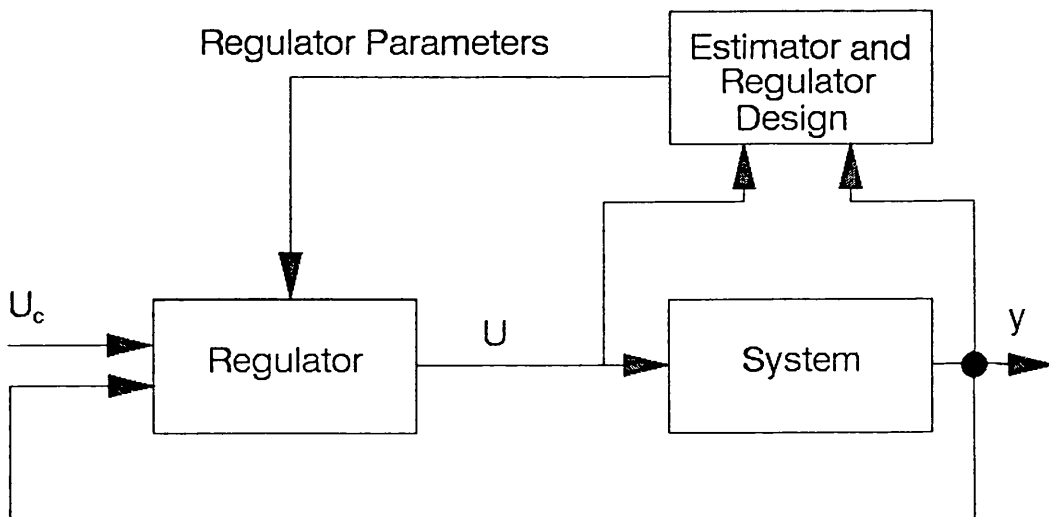 Regulator Parameters
Estimator and
Regulator
Design
U_c
Regulator
U
System
y